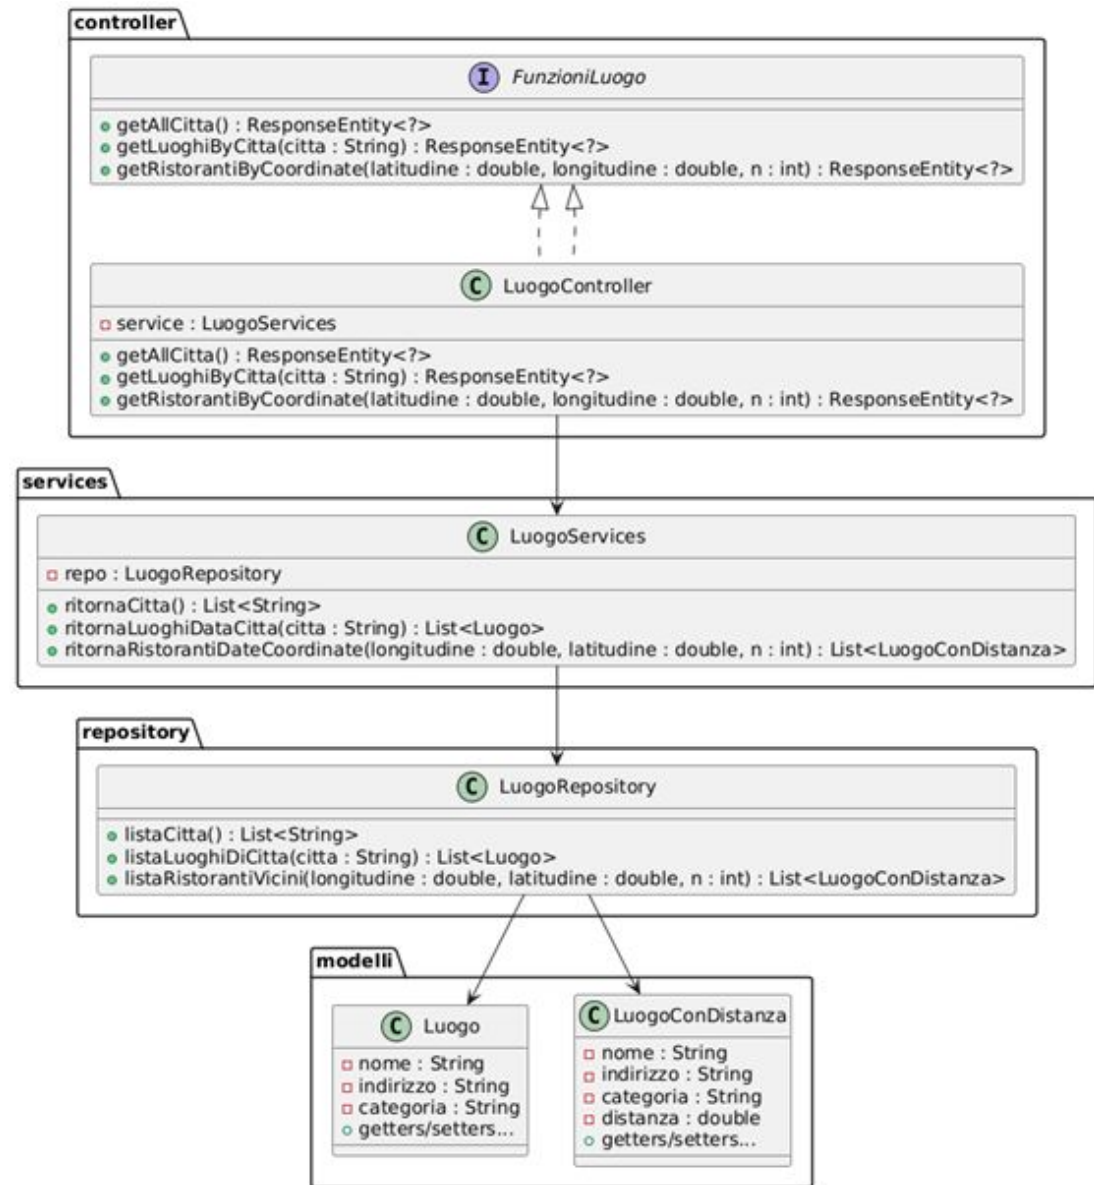 controller
I FunzioniLuogo
getAllCitta() : ResponseEntity<?>
getLuoghiByCitta(citta : String) : ResponseEntity<?>
getRistorantiByCoordinate(latitudine : double, longitudine : double, n : int) : ResponseEntity<?>
C LuogoController
service : LuogoServices
getAllCitta() : ResponseEntity<?>
getLuoghiByCitta(citta : String) : ResponseEntity<?>
getRistorantiByCoordinate(latitudine : double, longitudine : double, n : int) : ResponseEntity<?>
services
C LuogoServices
repo : LuogoRepository
ritornaCitta() : List<String>
ritornaLuoghiDataCitta(citta : String) : List<Luogo>
ritornaRistorantiDateCoordinate(longitudine : double, latitudine : double, n : int) : List<LuogoConDistanza>
repository
C LuogoRepository
listaCitta() : List<String>
listaLuoghiDiCitta(citta : String) : List<Luogo>
listaRistorantiVicini(longitudine : double, latitudine : double, n : int) : List<LuogoConDistanza>
modelli
C Luogo
nome : String
indirizzo : String
categoria : String
getters/setters...
C LuogoConDistanza
nome : String
indirizzo : String
categoria : String
distanza : double
getters/setters...